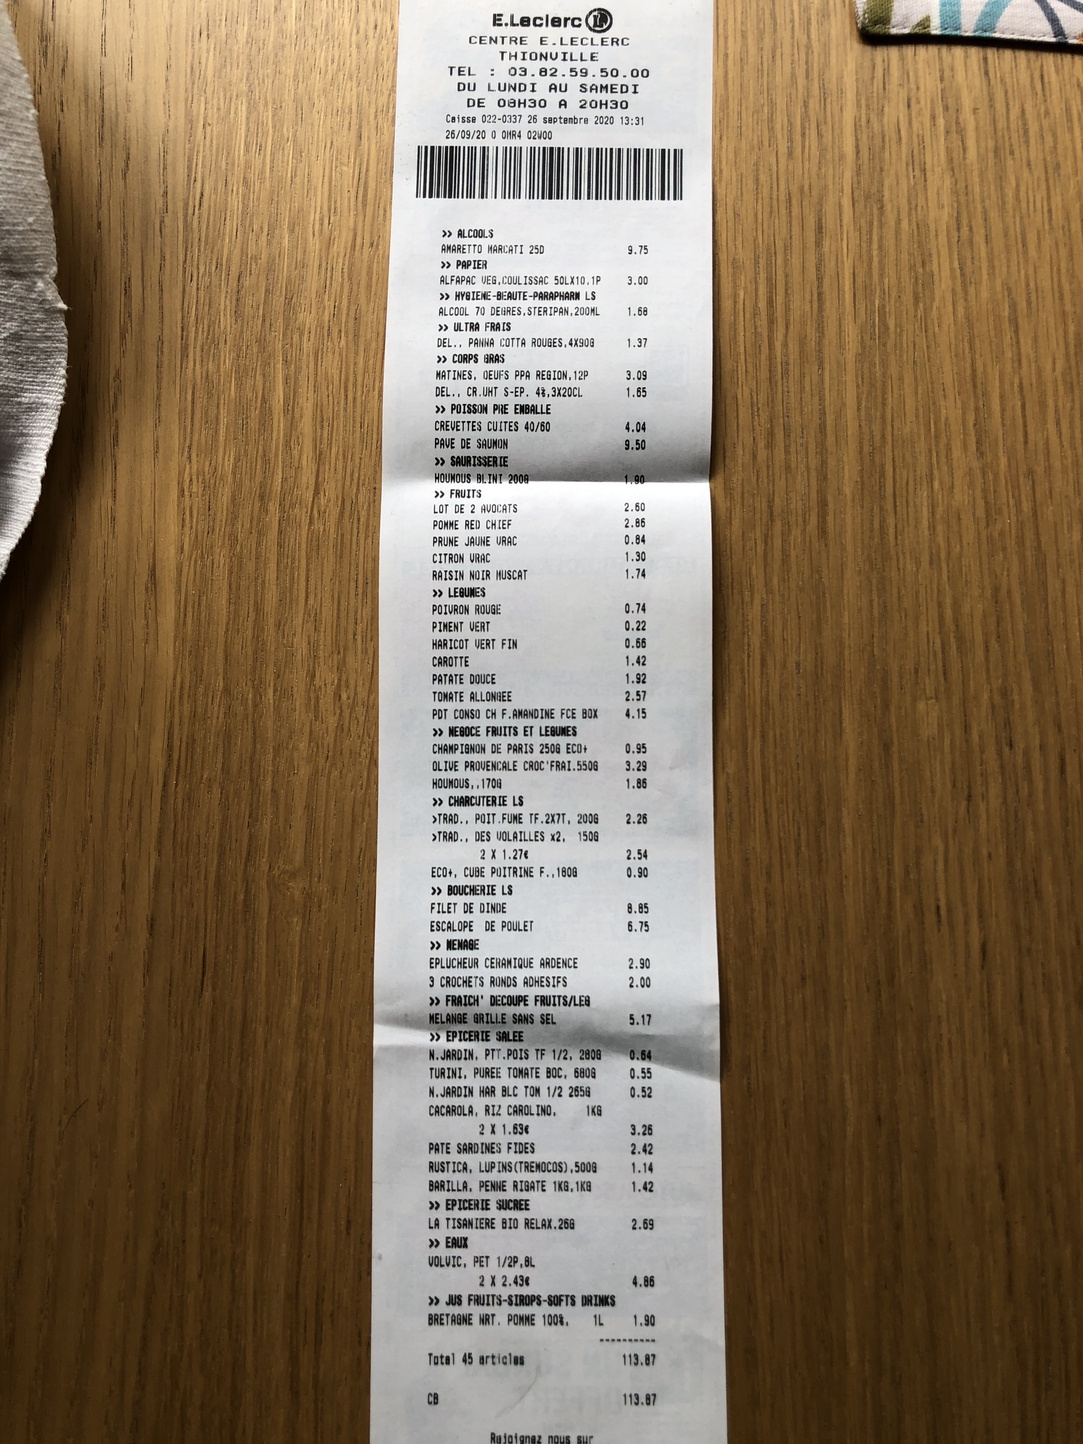 E.Leclerc L
CENTRE E.LECLERC
THIONVILLE
TEL : 03.82.59.50.00
DU LUNDI AU SAMEDI
DE 08H30 A 20H30
Caisse 022-0337 26 septembre 2020 13:31
26/09/20 0 0HR4 02W00
>> ALCOOLS
AMARETTO MARCATI 25D 9.75
>> PAPIER
ALFAPAC VEG,COULISSAC 50LX10,1P 3.00
>> HYGIENE-BEAUTE-PARAPHARM LS
ALCOOL 70 DEGRES,STERIPAN,200ML 1.68
>> ULTRA FRAIS
DEL., PANNA COTTA ROUGES,4X90G 1.37
>> CORPS GRAS
MATINES, OEUFS PPA REGION,12P 3.09
DEL., CR.UHT S-EP. 4%,3X20CL 1.65
>> POISSON PRE EMBALLE
CREVETTES CUITES 40/60 4.04
PAVE DE SAUMON 9.50
>> SAURISSERIE
HOUMOUS BLINI 200G 1.90
>> FRUITS
LOT DE 2 AVOCATS 2.60
POMME RED CHIEF 2.86
PRUNE JAUNE VRAC 0.84
CITRON VRAC 1.30
RAISIN NOIR MUSCAT 1.74
>> LEGUMES
POIVRON ROUGE 0.74
PIMENT VERT 0.22
HARICOT VERT FIN 0.66
CAROTTE 1.42
PATATE DOUCE 1.92
TOMATE ALLONGEE 2.57
PDT CONSO CH F.AMANDINE FCE BOX 4.15
>> NEGOCE FRUITS ET LEGUMES
CHAMPIGNON DE PARIS 250G ECO+ 0.95
OLIVE PROVENCALE CROC'FRAI.550G 3.29
HOUMOUS,,170G 1.86
>> CHARCUTERIE LS
>TRAD., POIT.FUME TF.2X7T, 200G 2.26
>TRAD., DES VOLAILLES x2, 150G
2 X 1.27€ 2.54
ECO+, CUBE POITRINE F.,180G 0.90
>> BOUCHERIE LS
FILET DE DINDE 8.85
ESCALOPE DE POULET 6.75
>> MENAGE
EPLUCHEUR CERAMIQUE ARDENCE 2.90
3 CROCHETS RONDS ADHESIFS 2.00
>> FRAICH' DECOUPE FRUITS/LEG
MELANGE GRILLE SANS SEL 5.17
>> EPICERIE SALEE
N.JARDIN, PTT.POIS TF 1/2, 280G 0.64
TURINI, PUREE TOMATE BOC, 680G 0.55
N.JARDIN HAR BLC TOM 1/2 265G 0.52
CACAROLA, RIZ CAROLINO, 1KG
2 X 1.63€ 3.26
PATE SARDINES FIDES 2.42
RUSTICA, LUPINS(TREMOCOS),500G 1.14
BARILLA, PENNE RIGATE 1KG,1KG 1.42
>> EPICERIE SUCREE
LA TISANIERE BIO RELAX.26G 2.69
>> EAUX
VOLVIC, PET 1/2P,8L
2 X 2.43€ 4.86
>> JUS FRUITS-SIROPS-SOFTS DRINKS
BRETAGNE NRT. POMME 100%, 1L 1.90
----------
Total 45 articles 113.87
CB 113.87
Rejoignez nous sur